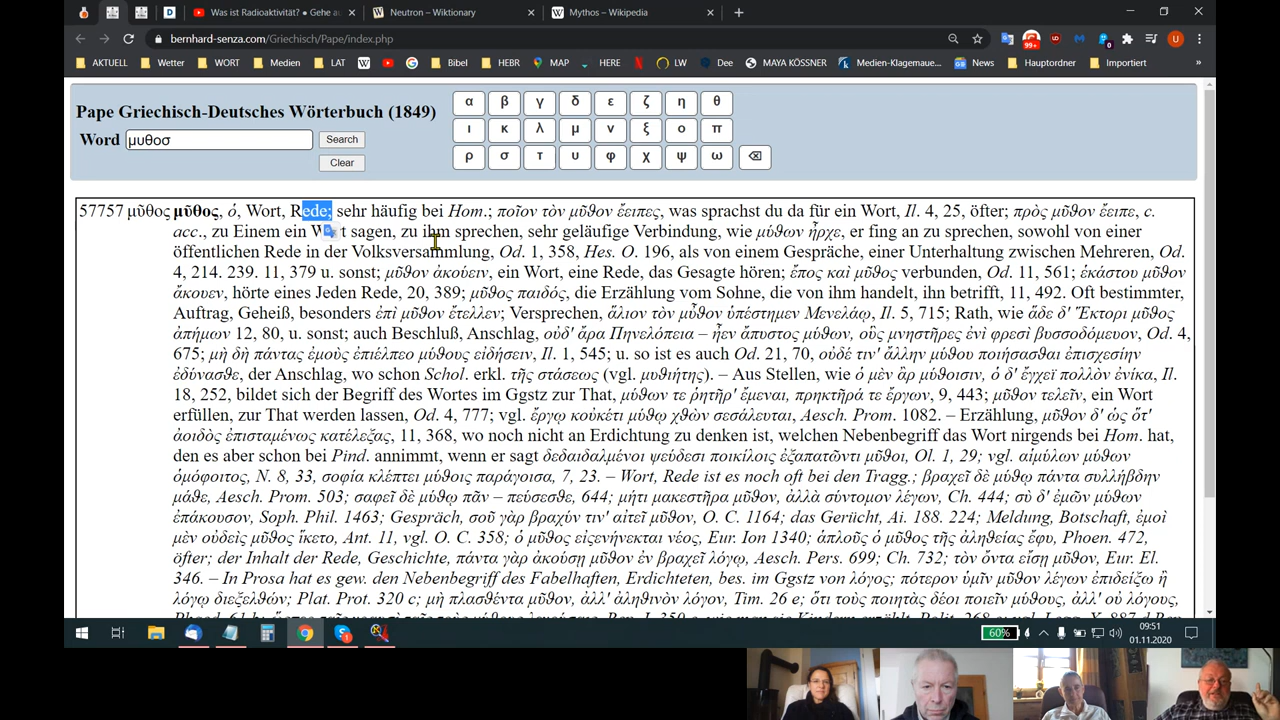 Was ist Radioaktivität? • Gehe au
Neutron – Wiktionary
Mythos – Wikipedia
bernhard-senza.com/Griechisch/Pape/index.php
99+
AKTUELL Wetter WORT Medien LAT Bibel HEBR MAP HERE LQ Dee MAYA KÖSSNER Medien-Klagemaue... News Hauptordner Importiert
Pape Griechisch-Deutsches Wörterbuch (1849)
Word μυθοσ Search
Clear
α β γ δ ε ζ η θ
ι κ λ μ ν ξ ο π
ρ σ τ υ φ χ ψ ω
57757 μῦθος μῦθος, ὁ, Wort, Rede; sehr häufig bei Hom.; ποῖον τὸν μῦθον ἔειπες, was sprachst du da für ein Wort, Il. 4, 25, öfter; πρὸς μῦθον ἔειπε, c.
acc., zu Einem ein W t sagen, zu ihm sprechen, sehr geläufige Verbindung, wie μύθων ἦρχε, er fing an zu sprechen, sowohl von einer
öffentlichen Rede in der Volksversammlung, Od. 1, 358, Hes. O. 196, als von einem Gespräche, einer Unterhaltung zwischen Mehreren, Od.
4, 214. 239. 11, 379 u. sonst; μῦθον ἀκούειν, ein Wort, eine Rede, das Gesagte hören; ἔπος καὶ μῦθος verbunden, Od. 11, 561; ἑκάστου μῦθον
ἄκουεν, hörte eines Jeden Rede, 20, 389; μῦθος παιδός, die Erzählung vom Sohne, die von ihm handelt, ihn betrifft, 11, 492. Oft bestimmter,
Auftrag, Geheiß, besonders ἐπὶ μῦθον ἔτελλεν; Versprechen, ἅλιον τὸν μῦθον ὑπέστημεν Μενελάῳ, Il. 5, 715; Rath, wie ἅδε δ' Ἕκτορι μῦθος
ἀπήμων 12, 80, u. sonst; auch Beschluß, Anschlag, οὐδ' ἄρα Πηνελόπεια – ἦεν ἄπυστος μύθων, οὓς μνηστῆρες ἐνὶ φρεσὶ βυσσοδόμευον, Od. 4,
675; μὴ δὴ πάντας ἐμοὺς ἐπιέλπεο μύθους εἰδήσειν, Il. 1, 545; u. so ist es auch Od. 21, 70, οὐδέ τιν' ἄλλην μύθου ποιήσασθαι ἐπισχεσίην
ἐδύνασθε, der Anschlag, wo schon Schol. erkl. τῆς στάσεως (vgl. μυθιήτης). – Aus Stellen, wie ὁ μὲν ἂρ μύθοισιν, ὁ δ' ἔγχεϊ πολλὸν ἐνίκα, Il.
18, 252, bildet sich der Begriff des Wortes im Ggstz zur That, μύθων τε ῥητῆρ' ἔμεναι, πρηκτῆρά τε ἔργων, 9, 443; μῦθον τελεῖν, ein Wort
erfüllen, zur That werden lassen, Od. 4, 777; vgl. ἔργῳ κοὐκέτι μύθῳ χθὼν σεσάλευται, Aesch. Prom. 1082. – Erzählung, μῦθον δ' ὡς ὅτ'
ἀοιδὸς ἐπισταμένως κατέλεξας, 11, 368, wo noch nicht an Erdichtung zu denken ist, welchen Nebenbegriff das Wort nirgends bei Hom. hat,
den es aber schon bei Pind. annimmt, wenn er sagt δεδαιδαλμένοι ψεύδεσι ποικίλοις ἐξαπατῶντι μῦθοι, Ol. 1, 29; vgl. αἱμύλων μύθων
ὁμόφοιτος, N. 8, 33, σοφία κλέπτει μύθοις παράγοισα, 7, 23. – Wort, Rede ist es noch oft bei den Tragg.; βραχεῖ δὲ μύθῳ πάντα συλλήβδην
μάθε, Aesch. Prom. 503; σαφεῖ δὲ μύθῳ πᾶν – πεύσεσθε, 644; μήτι μακεστῆρα μῦθον, ἀλλὰ σύντομον λέγων, Ch. 444; σὺ δ' ἐμῶν μύθων
ἐπάκουσον, Soph. Phil. 1463; Gespräch, σοῦ γὰρ βραχύν τιν' αἰτεῖ μῦθον, O. C. 1164; das Gerücht, Ai. 188. 224; Meldung, Botschaft, ἐμοὶ
μὲν οὐδεὶς μῦθος ἵκετο, Ant. 11, vgl. O. C. 358; ὁ μῦθος εἰςενήνεκται νέος, Eur. Ion 1340; ἁπλοῦς ὁ μῦθος τῆς ἀληθείας ἔφυ, Phoen. 472,
öfter; der Inhalt der Rede, Geschichte, πάντα γὰρ ἀκούσῃ μῦθον ἐν βραχεῖ λόγῳ, Aesch. Pers. 699; Ch. 732; τὸν ὄντα εἴσῃ μῦθον, Eur. El.
346. – In Prosa hat es gew. den Nebenbegriff des Fabelhaften, Erdichteten, bes. im Ggstz von λόγος; πότερον ὑμῖν μῦθον λέγων ἐπιδείξω ἢ
λόγῳ διεξελθών; Plat. Prot. 320 c; μὴ πλασθέντα μῦθον, ἀλλ' ἀληθινὸν λόγον, Tim. 26 e; ὅτι τοὺς ποιητὰς δέοι ποιεῖν μύθους, ἀλλ' οὐ λόγους,
60%
09:51
01.11.2020